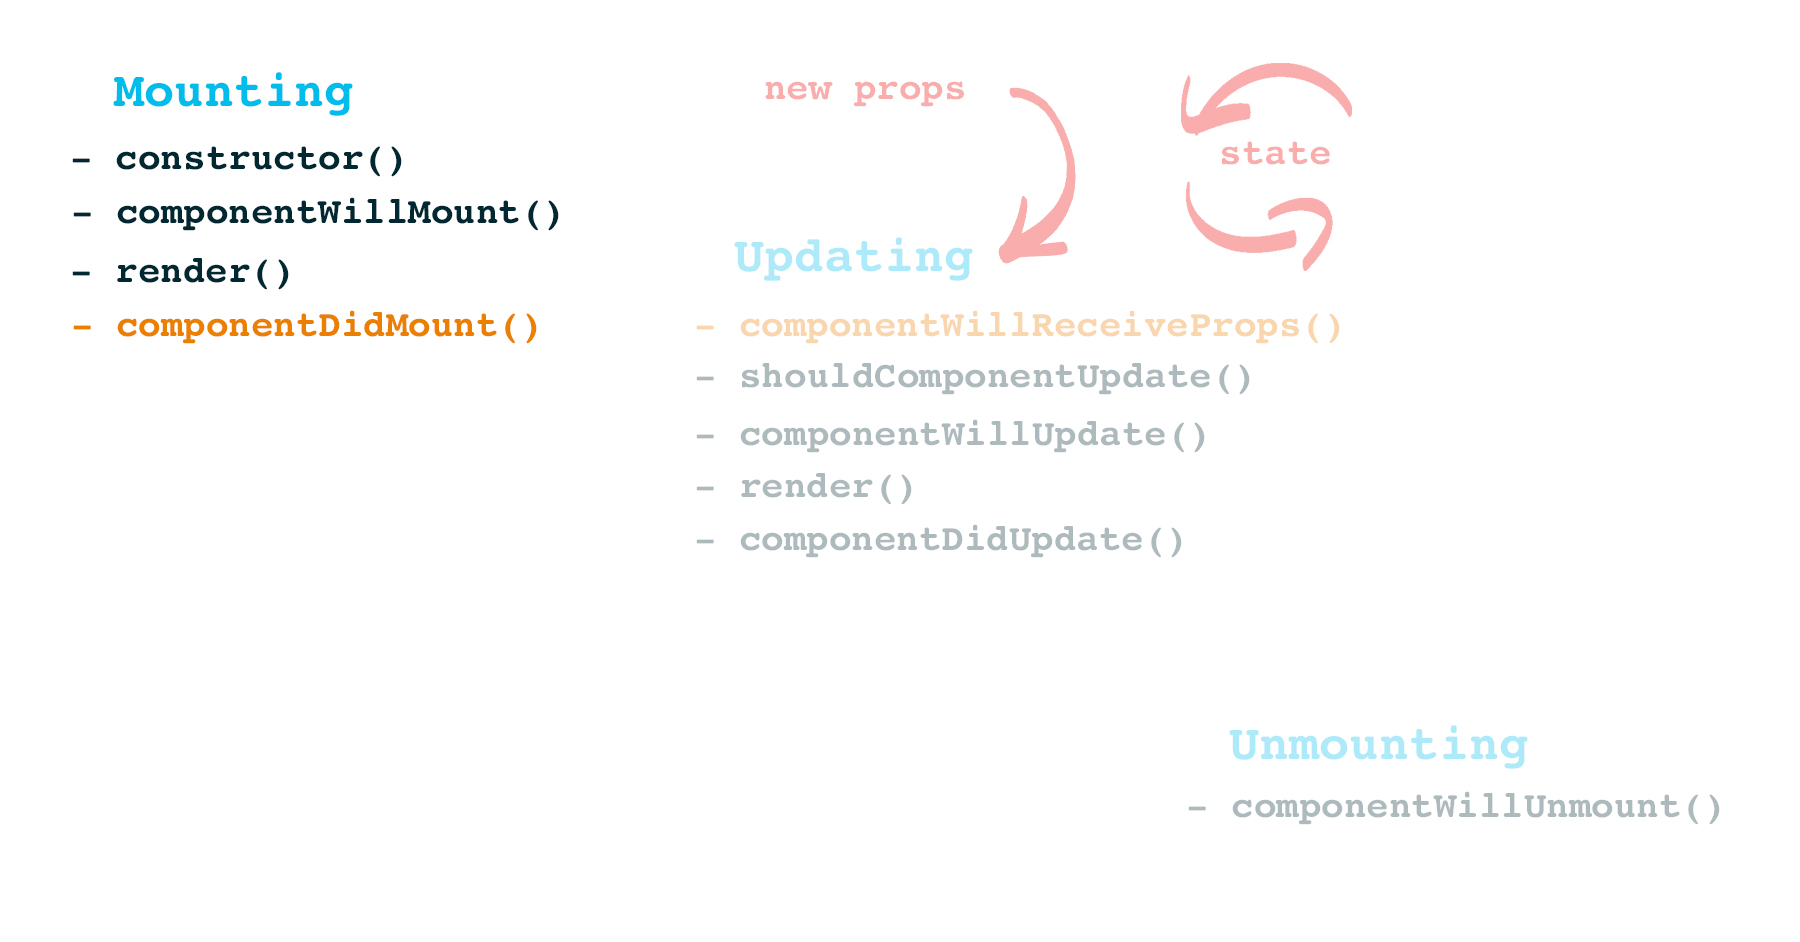 Mounting
- constructor()
- componentWillMount()
- render()
- componentDidMount()
new props
state
Updating
- componentWillReceiveProps()
- shouldComponentUpdate()
- componentWillUpdate()
- render()
- componentDidUpdate()
Unmounting
- componentWillUnmount()